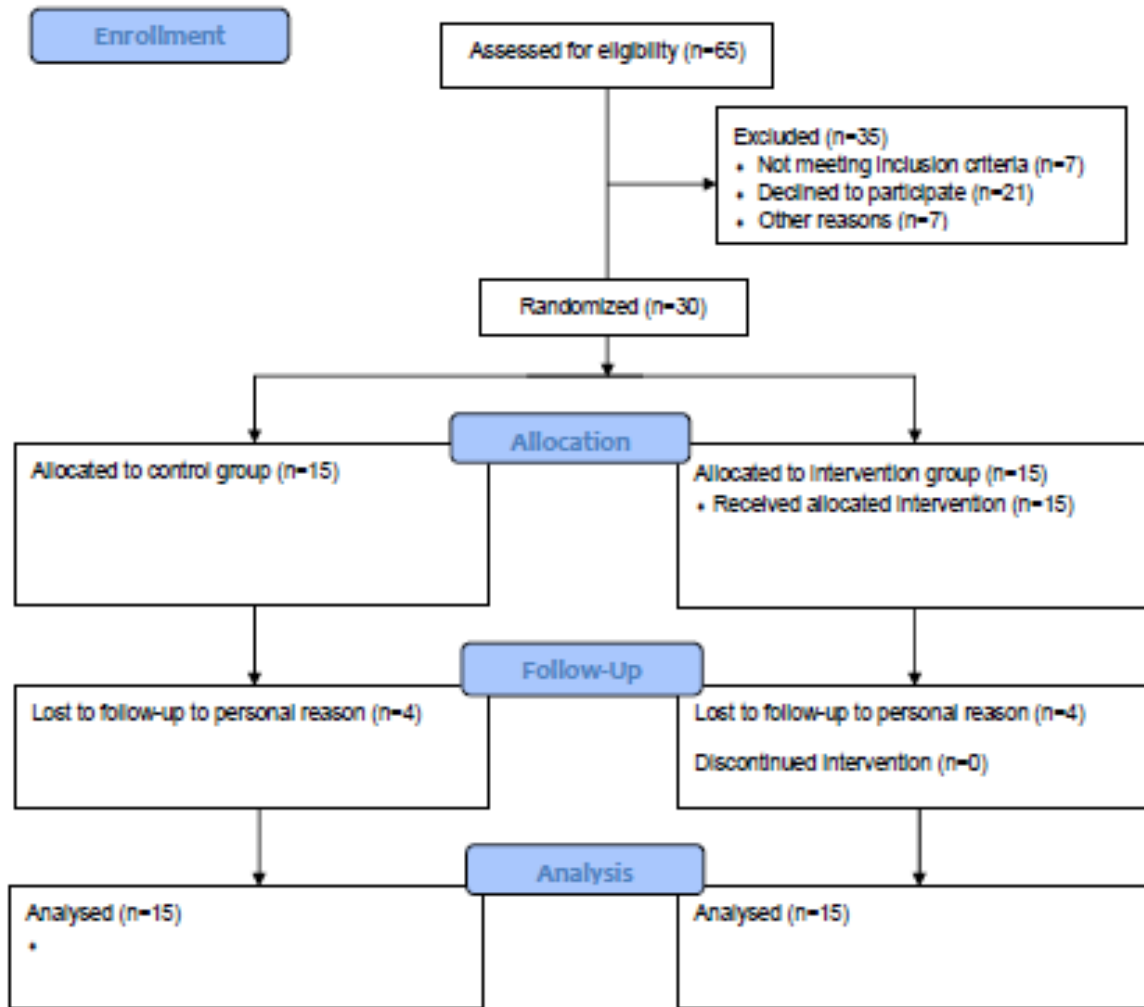 Enrollment
Assessed for eligibility (n=65)
Excluded (n=35)
• Not meeting inclusion criteria (n=7)
• Declined to participate (n=21)
• Other reasons (n=7)
Randomized (n=30)
Allocation
Allocated to control group (n=15)
Allocated to intervention group (n=15)
• Received allocated intervention (n=15)
Follow-Up
Lost to follow-up to personal reason (n=4)
Lost to follow-up to personal reason (n=4)
Discontinued intervention (n=0)
Analysis
Analysed (n=15)
•
Analysed (n=15)